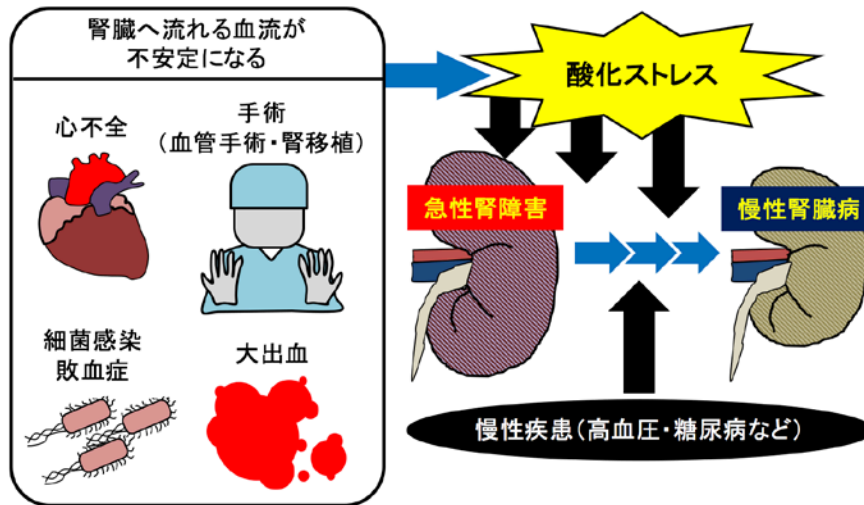 腎臓へ流れる血流が
不安定になる
心不全
手術
（血管手術・腎移植）
細菌感染
敗血症
大出血
酸化ストレス
急性腎障害
慢性腎臓病
慢性疾患（高血圧・糖尿病など）